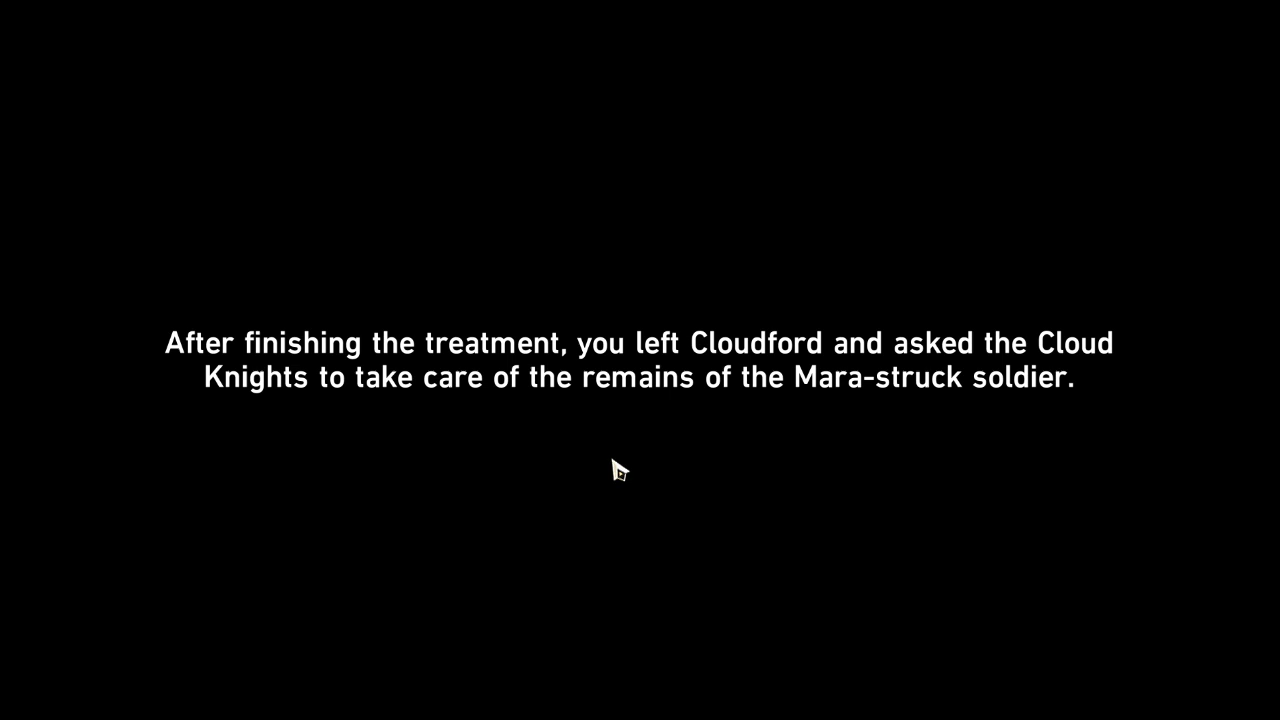 After finishing the treatment, you left Cloudford and asked the Cloud
Knights to take care of the remains of the Mara-struck soldier.